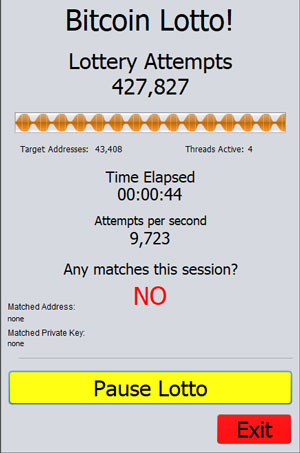 Bitcoin Lotto!
Lottery Attempts
427,827
Target Addresses: 43,408 Threads Active: 4
Time Elapsed
00:00:44
Attempts per second
9,723
Any matches this session?
NO
Matched Address:
none
Matched Private Key:
none
Pause Lotto
Exit